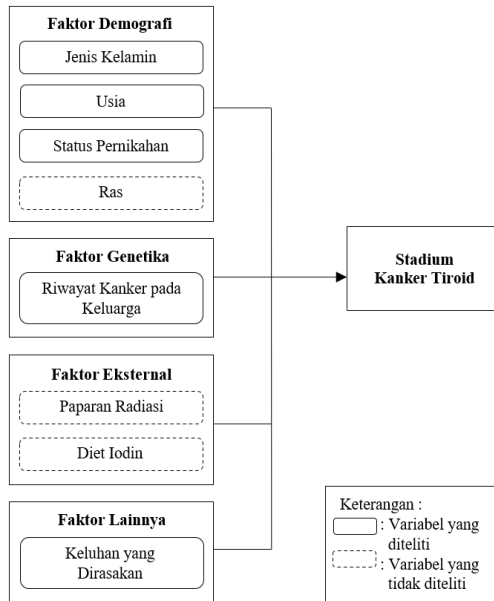 Faktor Demografi
Jenis Kelamin
Usia
Status Pernikahan
Ras
Faktor Genetika
Riwayat Kanker pada
Keluarga
Faktor Eksternal
Paparan Radiasi
Diet Iodin
Faktor Lainnya
Keluhan yang
Dirasakan
Stadium
Kanker Tiroid
Keterangan :
: Variabel yang
diteliti
: Variabel yang
tidak diteliti